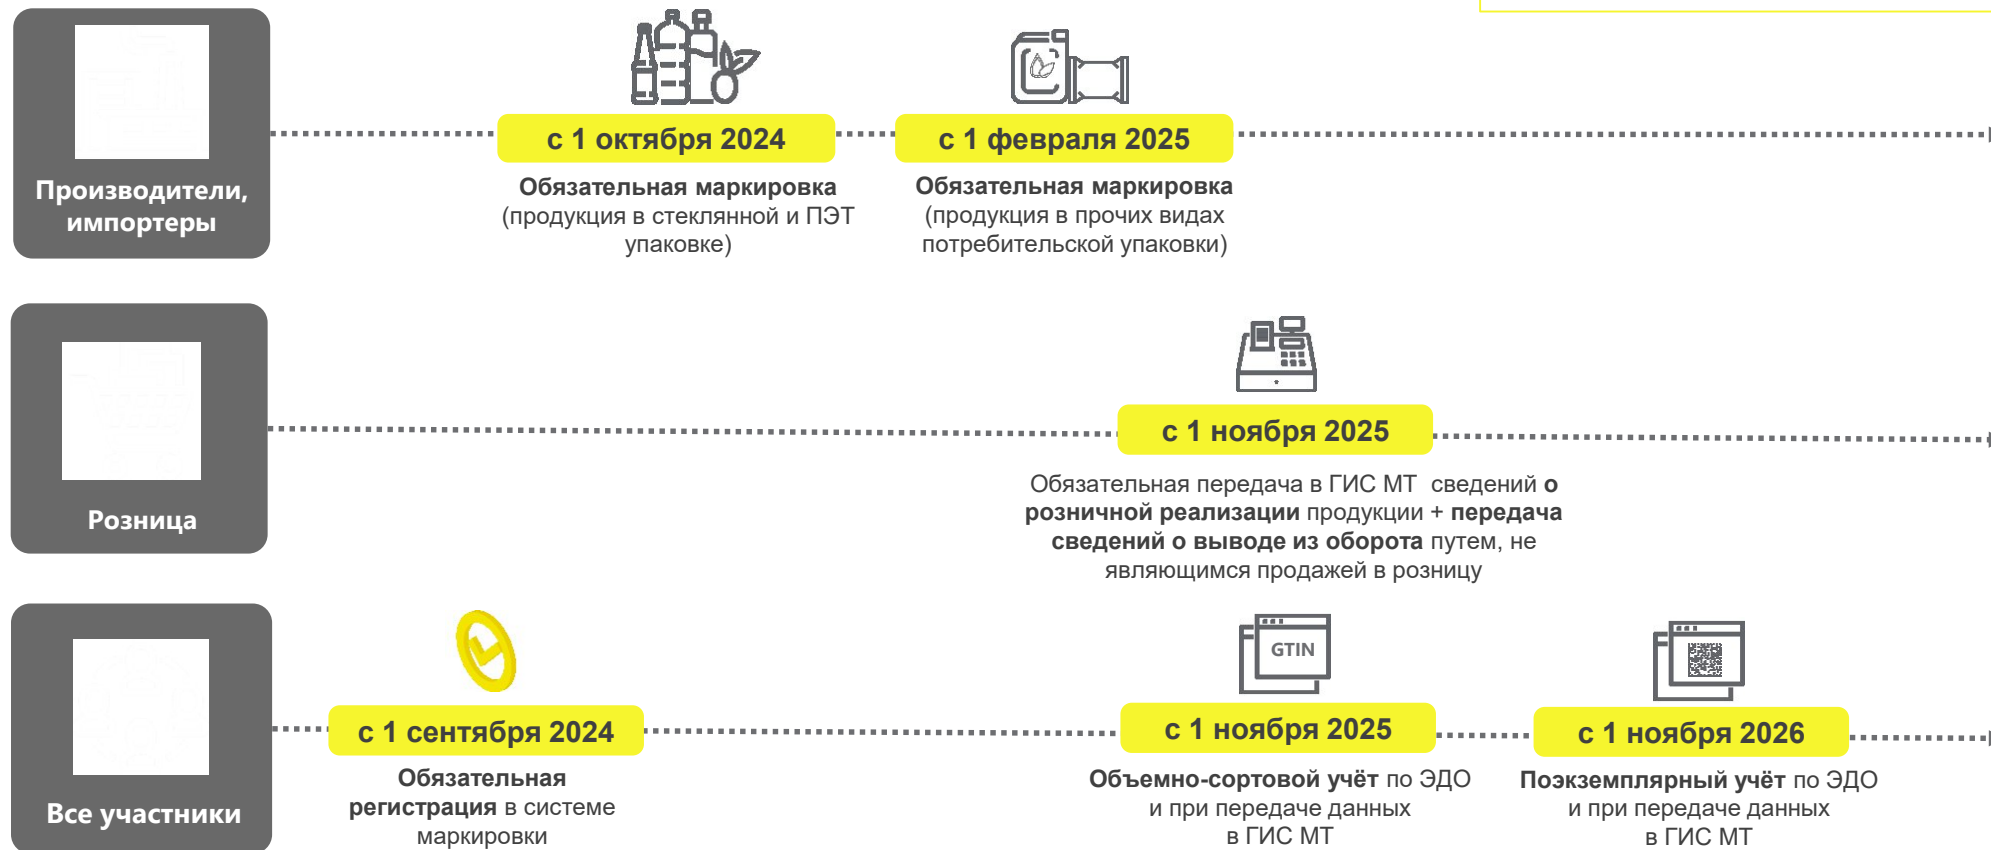 Производители,
импортеры
с 1 октября 2024
Обязательная маркировка
(продукция в стеклянной и ПЭТ
упаковке)
с 1 февраля 2025
Обязательная маркировка
(продукция в прочих видах
потребительской упаковки)
Розница
с 1 ноября 2025
Обязательная передача в ГИС МТ сведений о
розничной реализации продукции + передача
сведений о выводе из оборота путем, не
являющимся продажей в розницу
Все участники
с 1 сентября 2024
Обязательная
регистрация в системе
маркировки
GTIN
с 1 ноября 2025
Объемно-сортовой учёт по ЭДО
и при передаче данных
в ГИС МТ
с 1 ноября 2026
Поэкземплярный учёт по ЭДО
и при передаче данных
в ГИС МТ